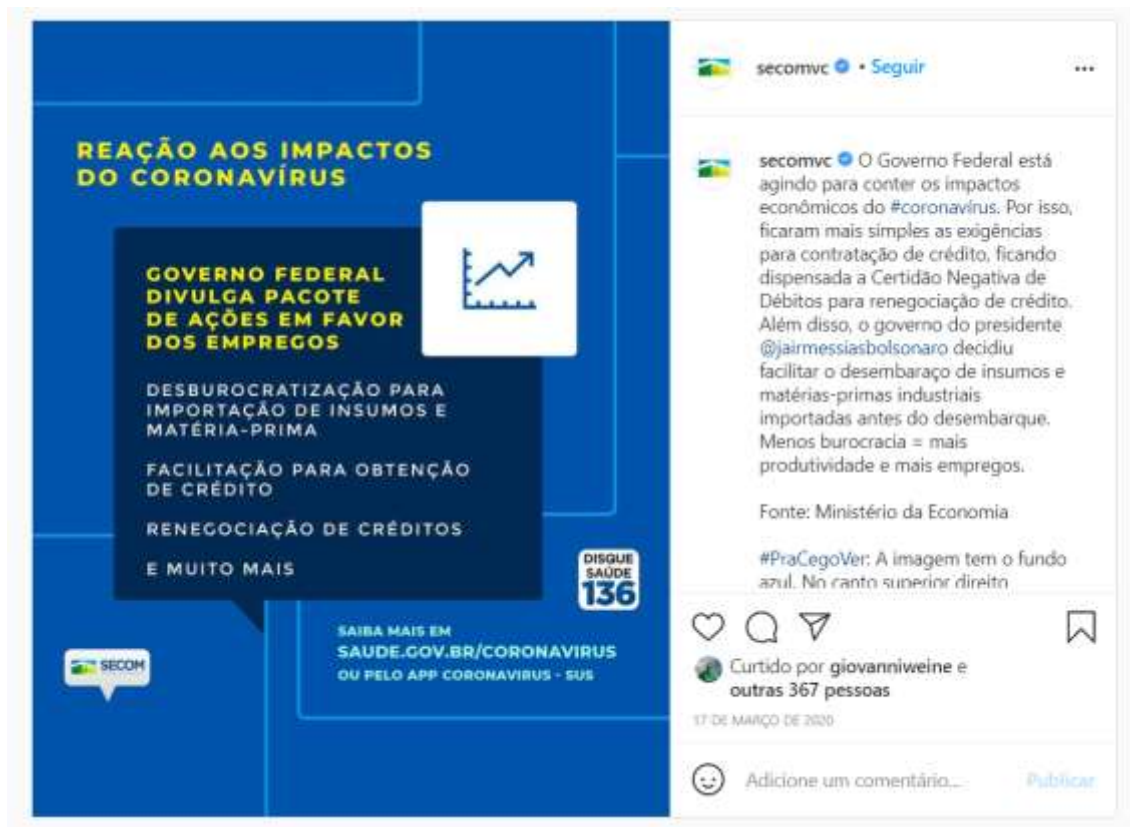 REAÇÃO AOS IMPACTOS
DO CORONAVÍRUS
GOVERNO FEDERAL
DIVULGA PACOTE
DE AÇÕES EM FAVOR
DOS EMPREGOS
DESBUROCRATIZAÇÃO PARA
IMPORTAÇÃO DE INSUMOS E
MATÉRIA-PRIMA
FACILITAÇÃO PARA OBTENÇÃO
DE CRÉDITO
RENEGOCIAÇÃO DE CRÉDITOS
E MUITO MAIS
DISQUE
SAÚDE
136
SAIBA MAIS EM
SAUDE.GOV.BR/CORONAVIRUS
OU PELO APP CORONAVIRUS - SUS
SECOM
secomvc • Seguir
secomvc O Governo Federal está
agindo para conter os impactos
econômicos do #coronavírus. Por isso,
ficaram mais simples as exigências
para contratação de crédito, ficando
dispensada a Certidão Negativa de
Débitos para renegociação de crédito.
Além disso, o governo do presidente
@jairmessiasbolsonaro decidiu
facilitar o desembaraço de insumos e
matérias-primas industriais
importadas antes do desembarque.
Menos burocracia = mais
produtividade e mais empregos.
Fonte: Ministério da Economia
#PraCegoVer: A imagem tem o fundo
azul. No canto superior direito
Curtido por giovanniweine e
outras 367 pessoas
17 DE MARÇO DE 2020
Adicione um comentário... Publicar